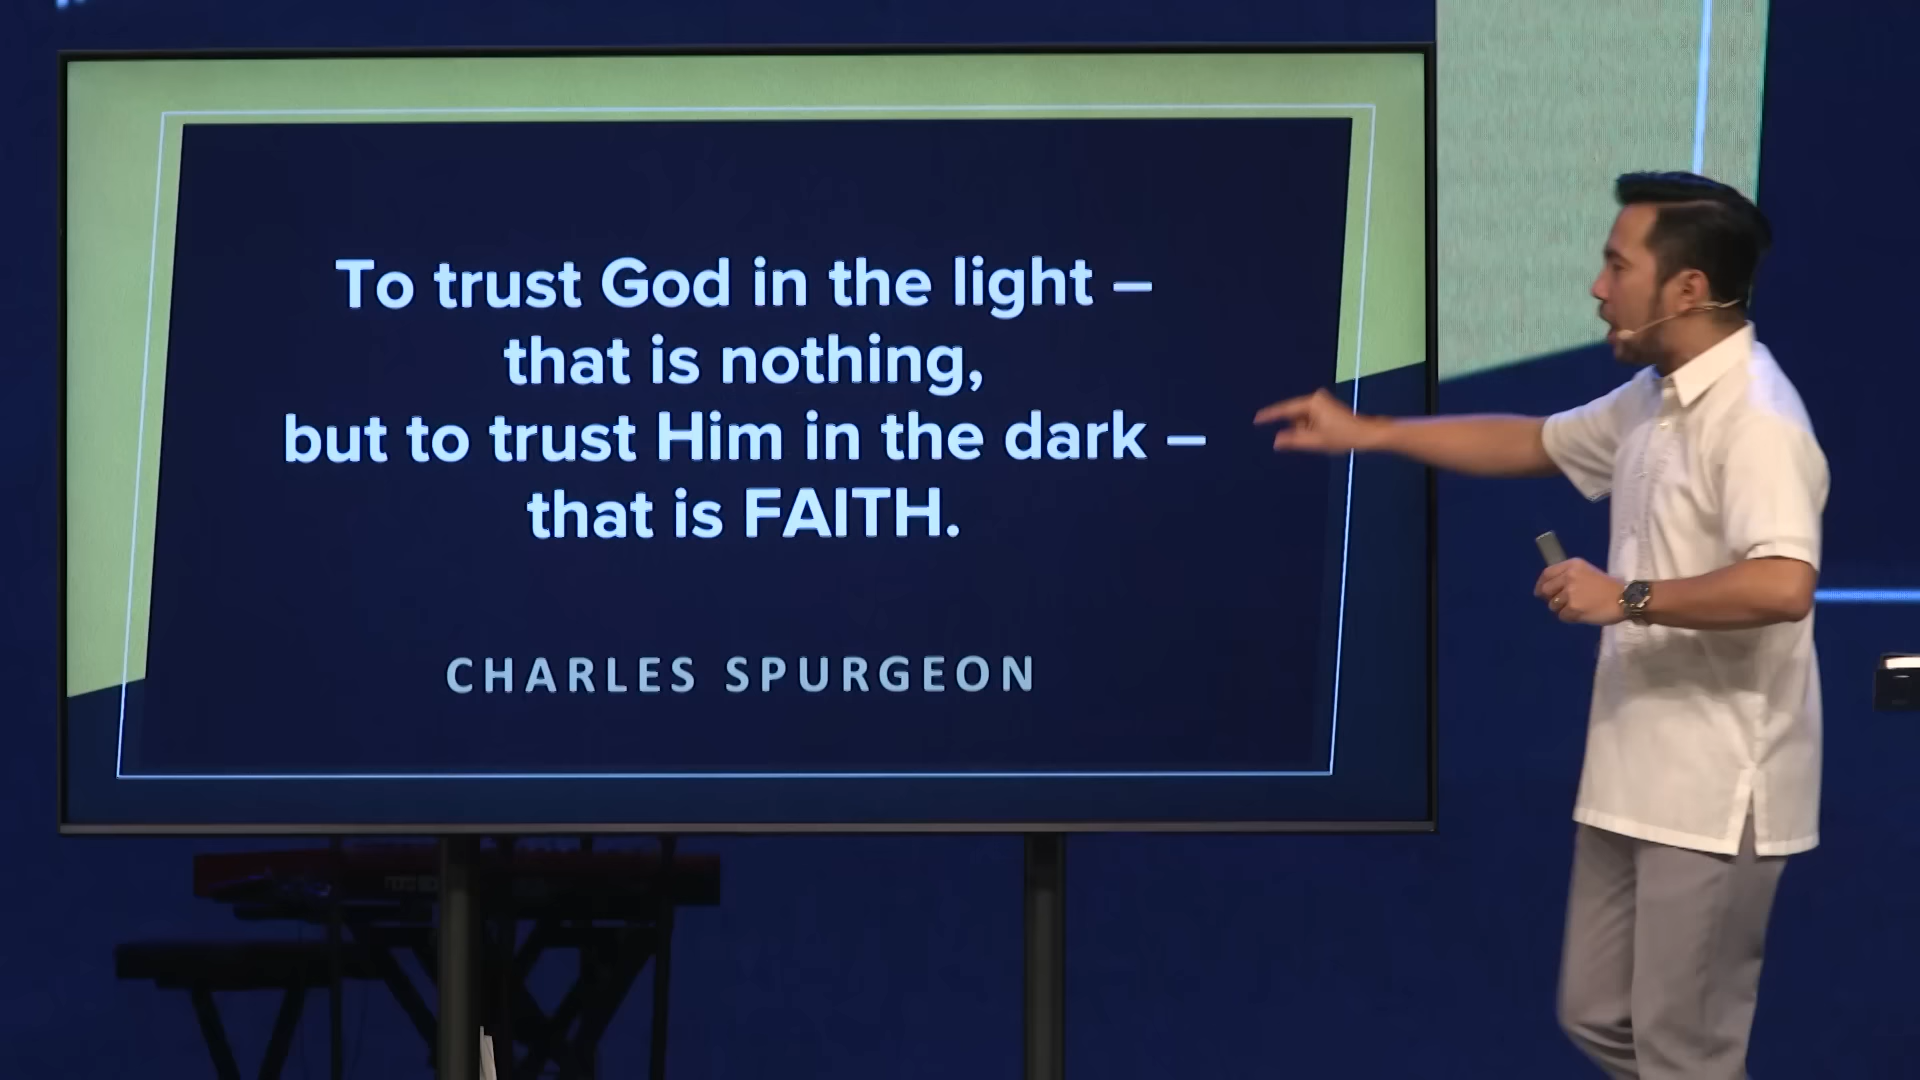 To trust God in the light –
that is nothing,
but to trust Him in the dark –
that is FAITH.
CHARLES SPURGEON